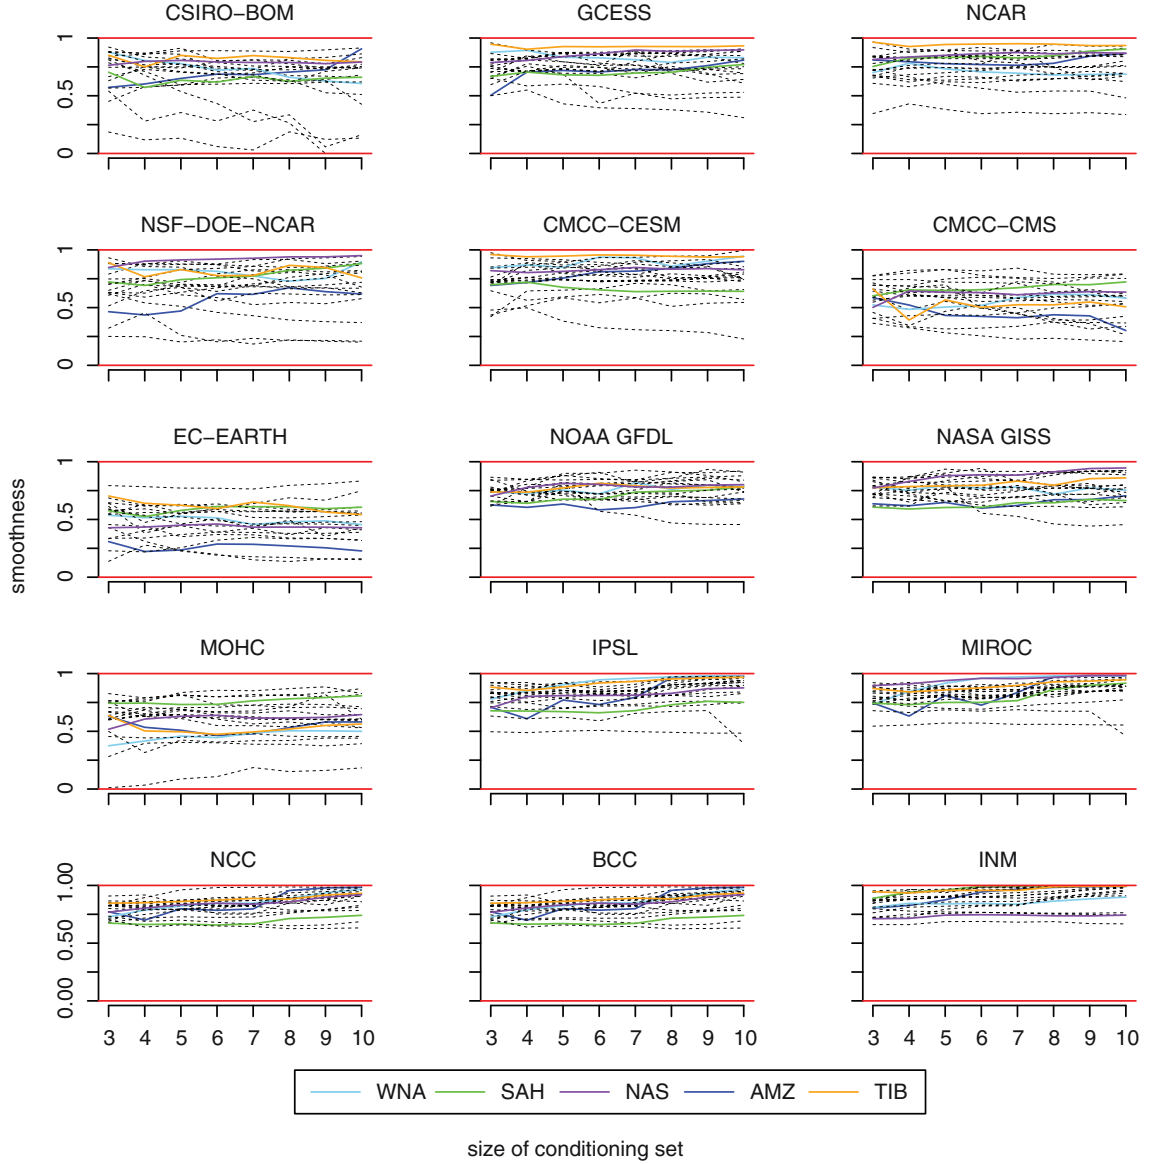 CSIRO−BOM GCESS NCAR
1
0.5
0
NSF−DOE−NCAR CMCC−CESM CMCC−CMS
1
0.5
0
EC−EARTH NOAA GFDL NASA GISS
1
0.5
0
smoothness
MOHC IPSL MIROC
1
0.5
0
NCC BCC INM
1.00
0.50
0.00
3 4 5 6 7 8 9 10 3 4 5 6 7 8 9 10 3 4 5 6 7 8 9 10
WNA SAH NAS AMZ TIB
size of conditioning set